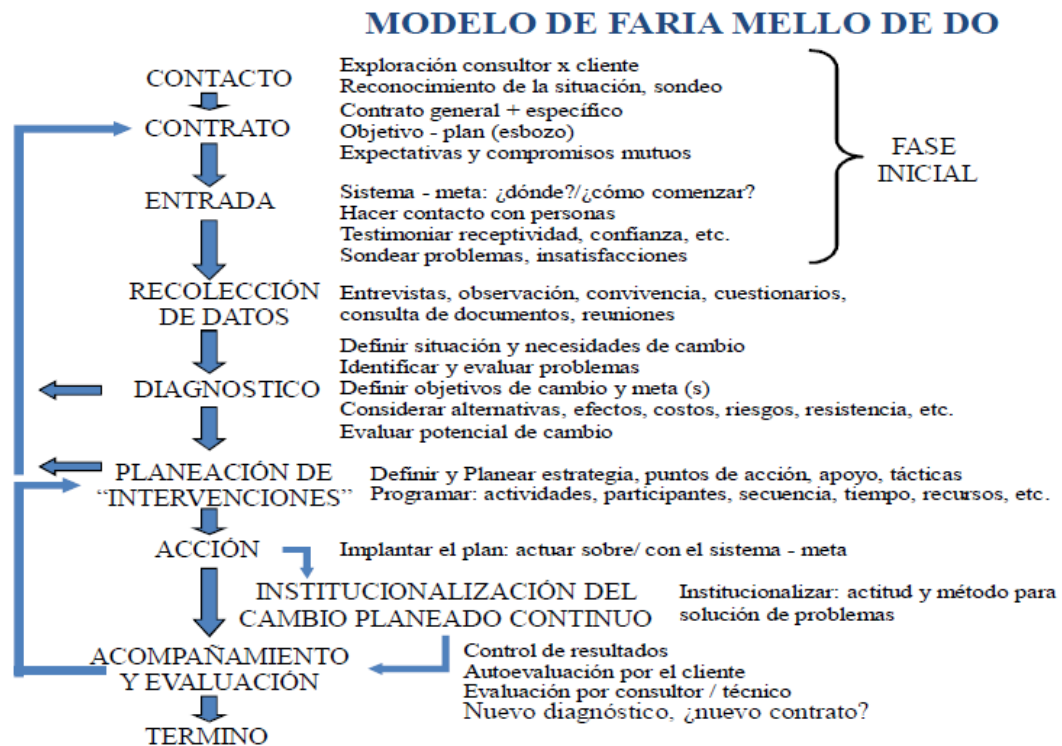 MODELO DE FARIA MELLO DE DO
CONTACTO
Exploración consultor x cliente
Reconocimiento de la situación, sondeo
CONTRATO
Contrato general + específico
Objetivo - plan (esbozo)
Expectativas y compromisos mutuos
FASE
INICIAL
ENTRADA
Sistema - meta: ¿dónde?/¿cómo comenzar?
Hacer contacto con personas
Testimoniar receptividad, confianza, etc.
Sondear problemas, insatisfacciones
RECOLECCIÓN
DE DATOS
Entrevistas, observación, convivencia, cuestionarios,
consulta de documentos, reuniones
DIAGNOSTICO
Definir situación y necesidades de cambio
Identificar y evaluar problemas
Definir objetivos de cambio y meta (s)
Considerar alternativas, efectos, costos, riesgos, resistencia, etc.
Evaluar potencial de cambio
PLANEACIÓN DE
“INTERVENCIONES”
Definir y Planear estrategia, puntos de acción, apoyo, tácticas
Programar: actividades, participantes, secuencia, tiempo, recursos, etc.
ACCIÓN
Implantar el plan: actuar sobre/ con el sistema - meta
INSTITUCIONALIZACIÓN DEL
CAMBIO PLANEADO CONTINUO
Institucionalizar: actitud y método para
solución de problemas
ACOMPAÑAMIENTO
Y EVALUACIÓN
Control de resultados
Autoevaluación por el cliente
Evaluación por consultor / técnico
Nuevo diagnóstico, ¿nuevo contrato?
TERMINO